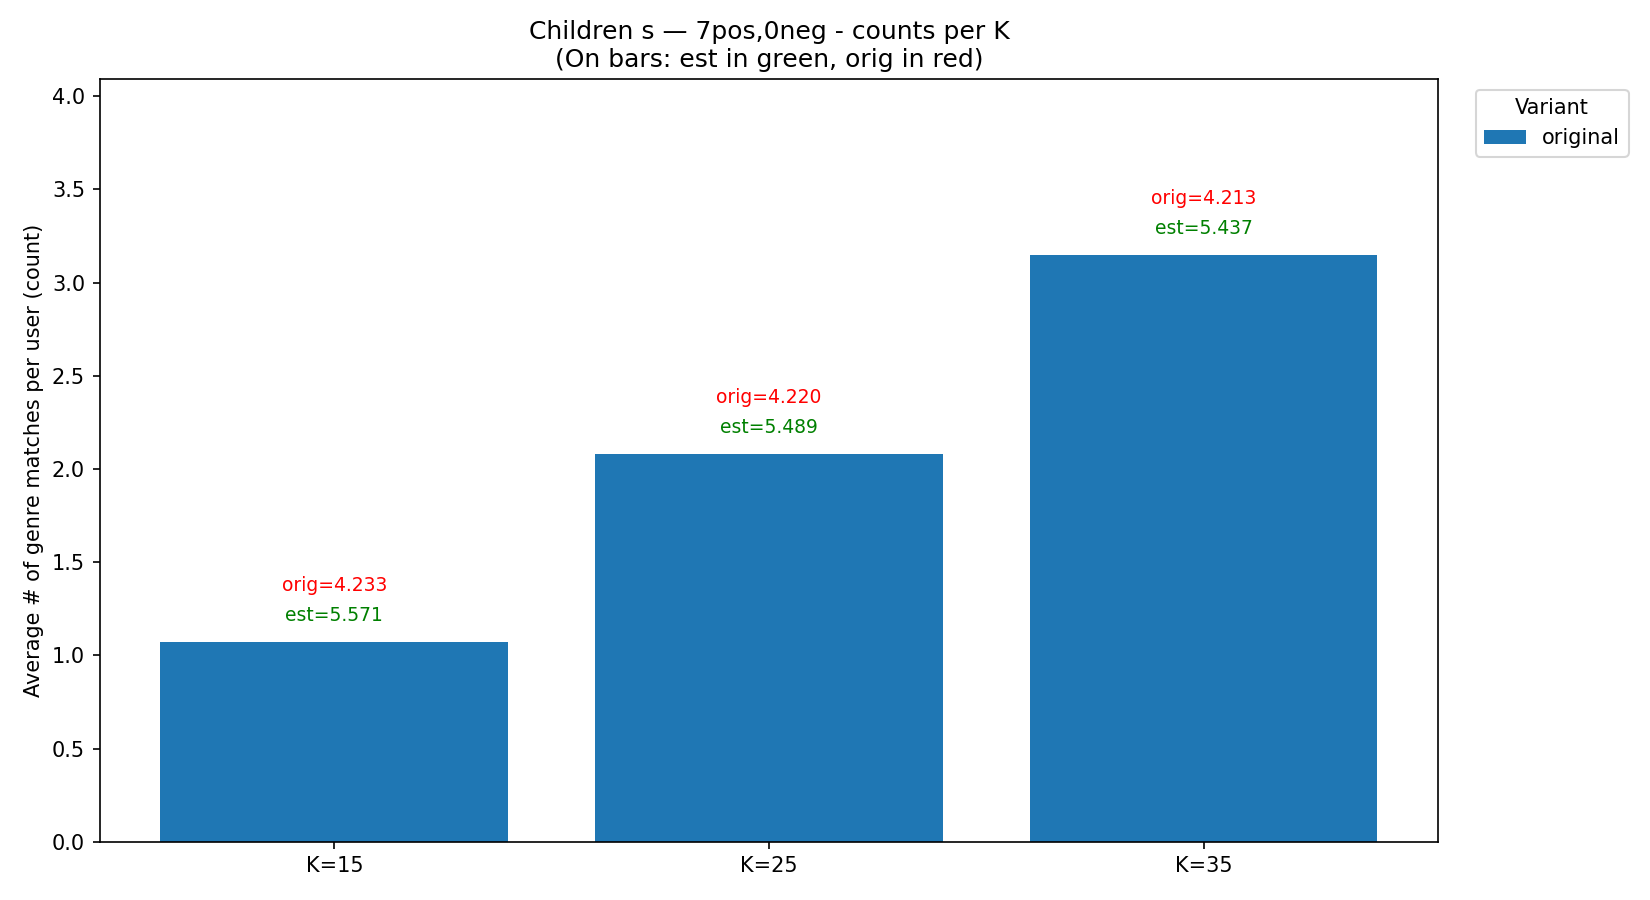 Children s — 7pos,0neg - counts per K
(On bars: est in green, orig in red)
Variant
original
Average # of genre matches per user (count)
4.0
3.5
3.0
2.5
2.0
1.5
1.0
0.5
0.0
orig=4.233
est=5.571
orig=4.220
est=5.489
orig=4.213
est=5.437
K=15
K=25
K=35